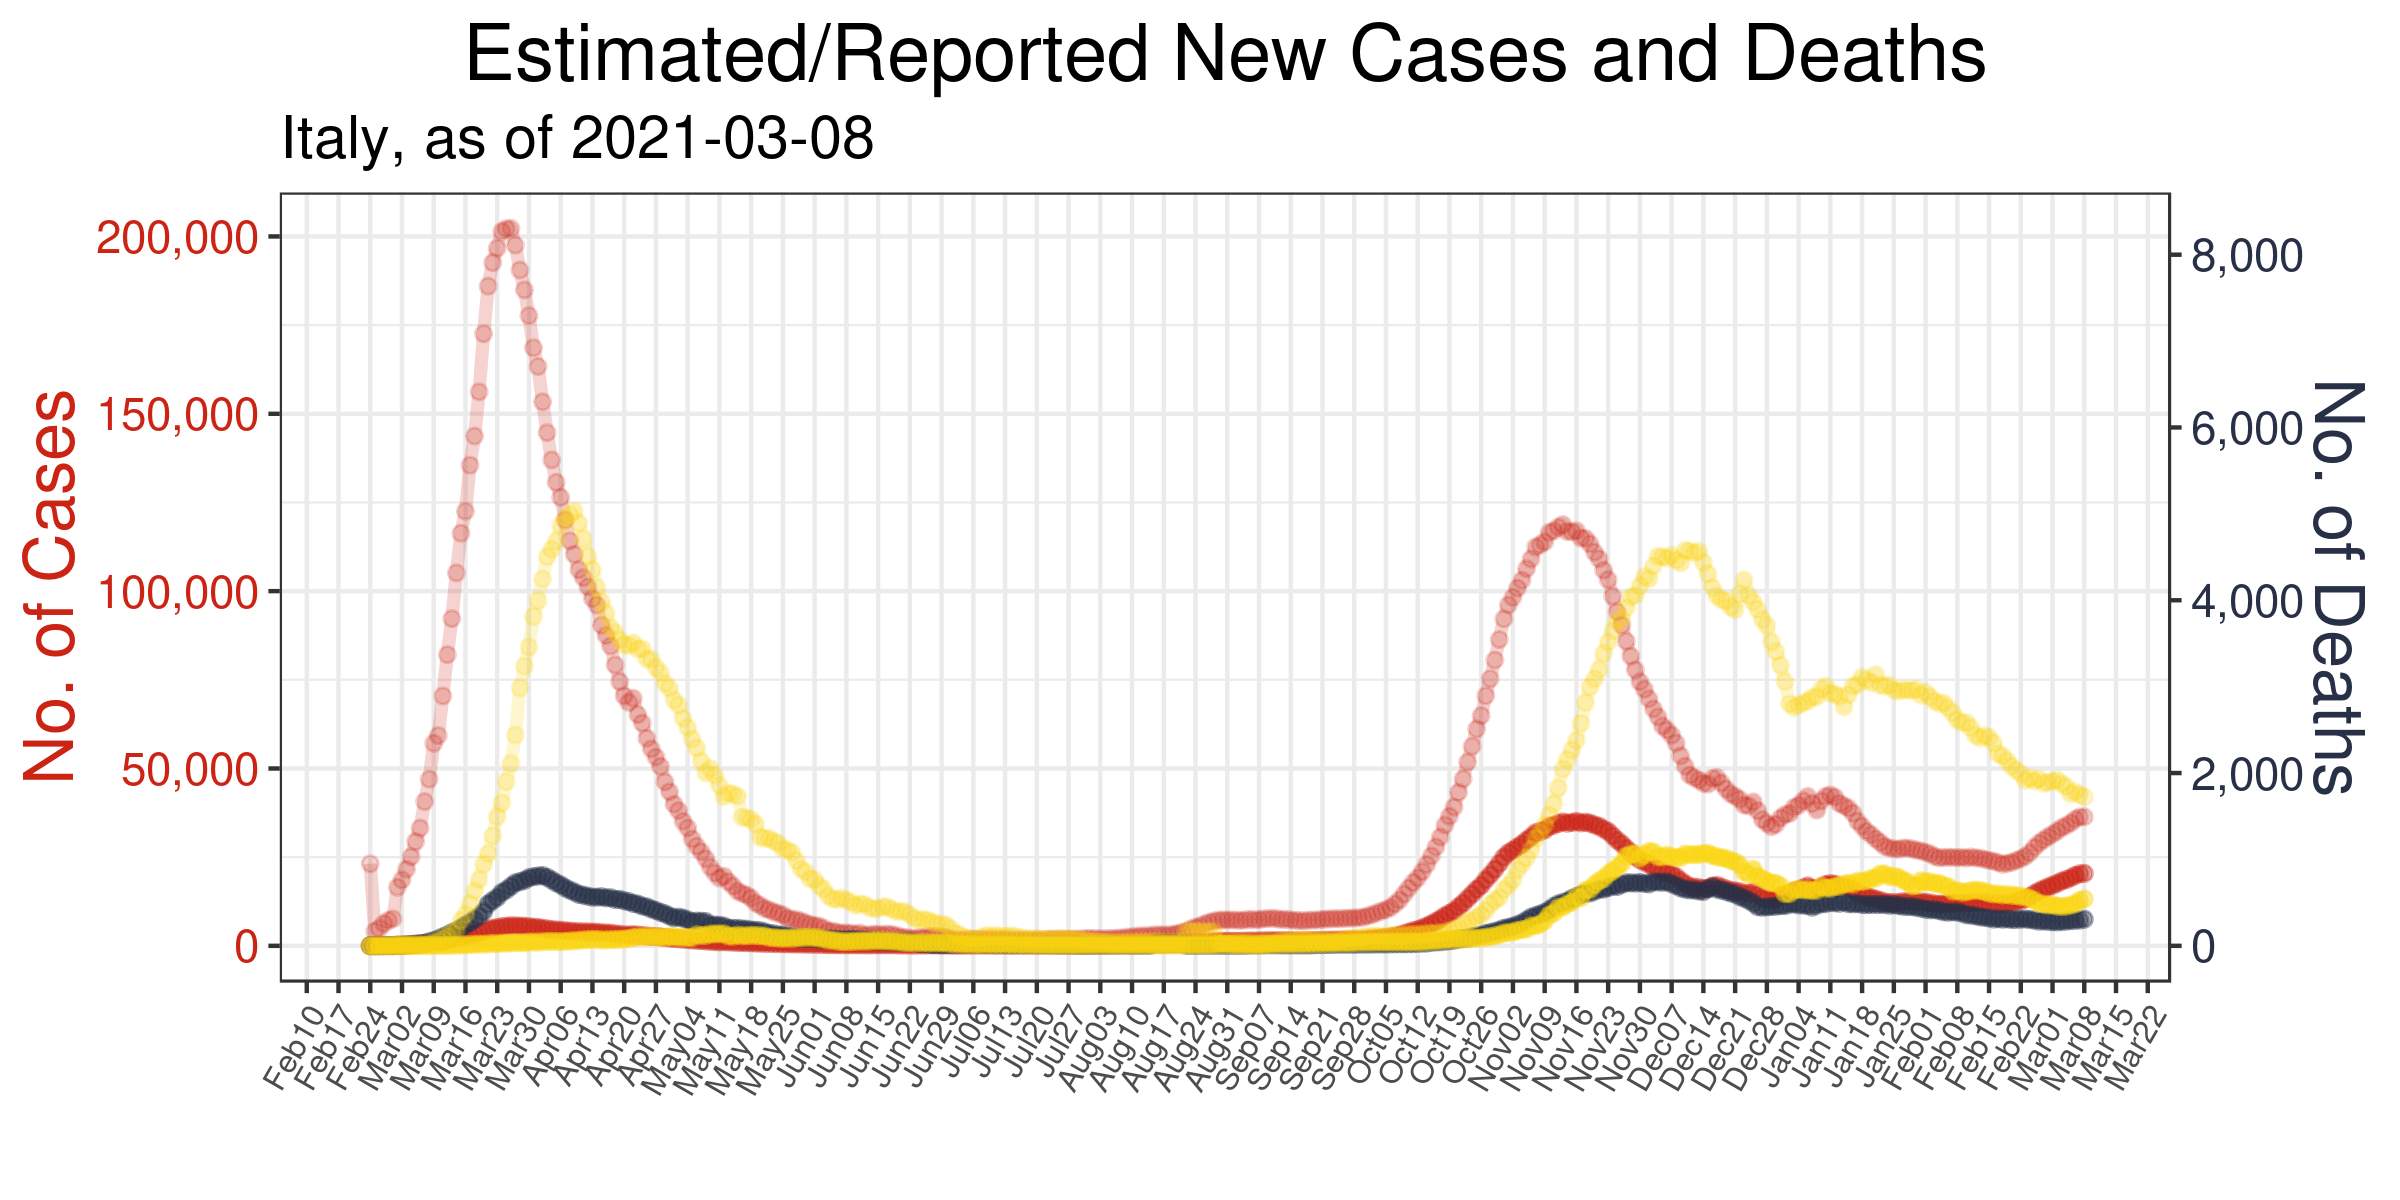 Estimated/Reported New Cases and Deaths
Italy, as of 2021-03-08
No. of Cases
200,000
150,000
100,000
50,000
0
8,000
6,000
4,000
2,000
0
No. of Deaths
Feb10 Feb17 Feb24 Mar02 Mar09 Mar16 Mar23 Mar30 Apr06 Apr13 Apr20 Apr27 May04 May11 May18 May25 Jun01 Jun08 Jun15 Jun22 Jun29 Jul06 Jul13 Jul20 Jul27 Aug03 Aug10 Aug17 Aug24 Aug31 Sep07 Sep14 Sep21 Sep28 Oct05 Oct12 Oct19 Oct26 Nov02 Nov09 Nov16 Nov23 Nov30 Dec07 Dec14 Dec21 Dec28 Jan04 Jan11 Jan18 Jan25 Feb01 Feb08 Feb15 Feb22 Mar01 Mar08 Mar15 Mar22